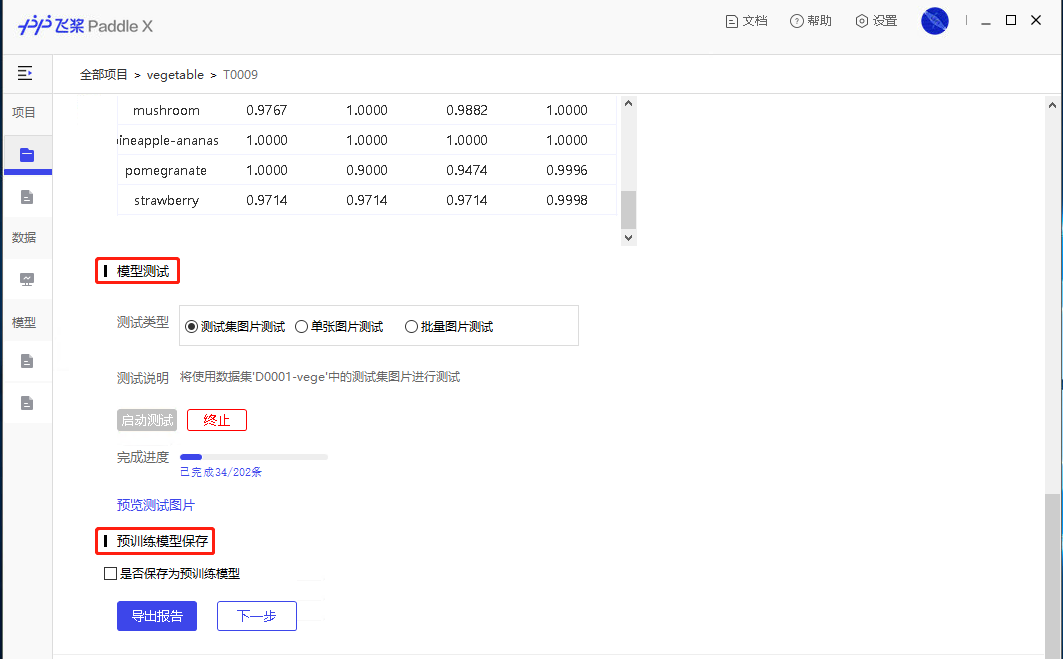 飞桨 Paddle X
文档 帮助 设置
全部项目 > vegetable > T0009
项目
数据
模型
mushroom 0.9767 1.0000 0.9882 1.0000
pineapple-ananas 1.0000 1.0000 1.0000 1.0000
pomegranate 1.0000 0.9000 0.9474 0.9996
strawberry 0.9714 0.9714 0.9714 0.9998
模型测试
测试类型 测试集图片测试 单张图片测试 批量图片测试
测试说明 将使用数据集'D0001-vege'中的测试集图片进行测试
启动测试 终止
完成进度
已完成34/202条
预览测试图片
预训练模型保存
是否保存为预训练模型
导出报告 下一步